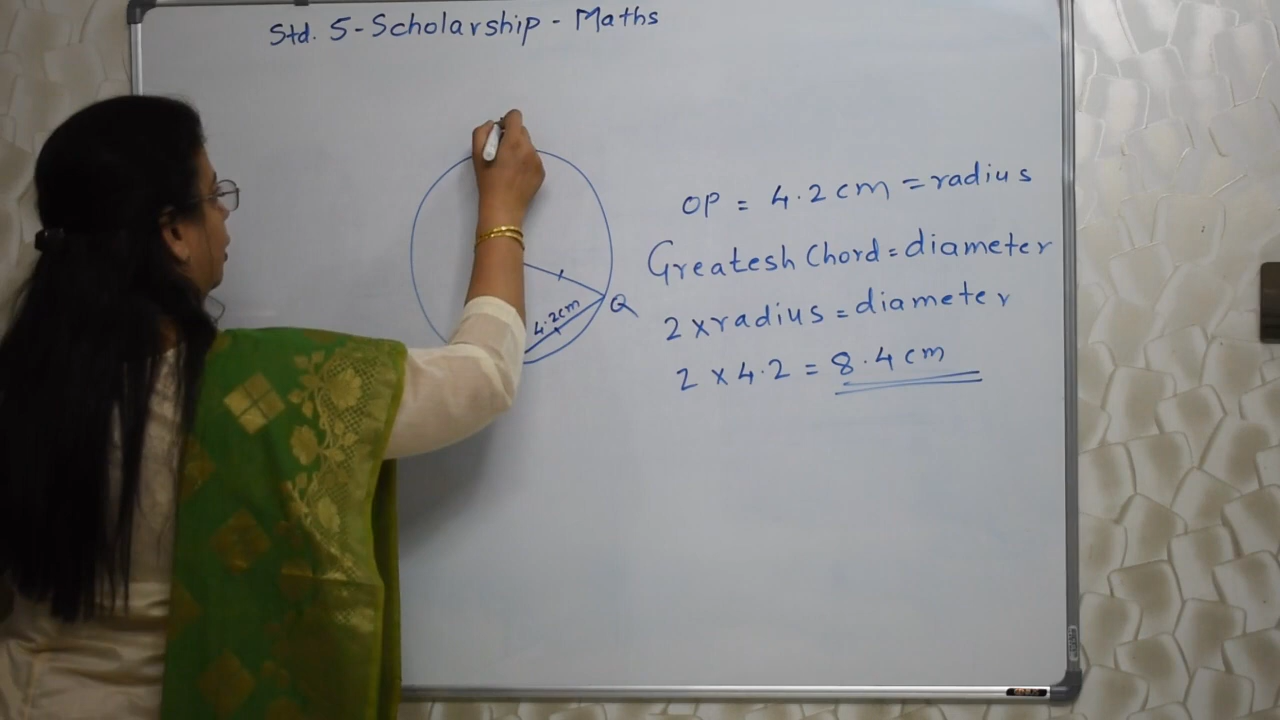 Std. 5 - Scholarship - Maths
OP = 4.2 cm = radius
Greatesh Chord = diameter
2 x radius = diameter
2 x 4.2 = 8.4 cm
4.2cm
Q